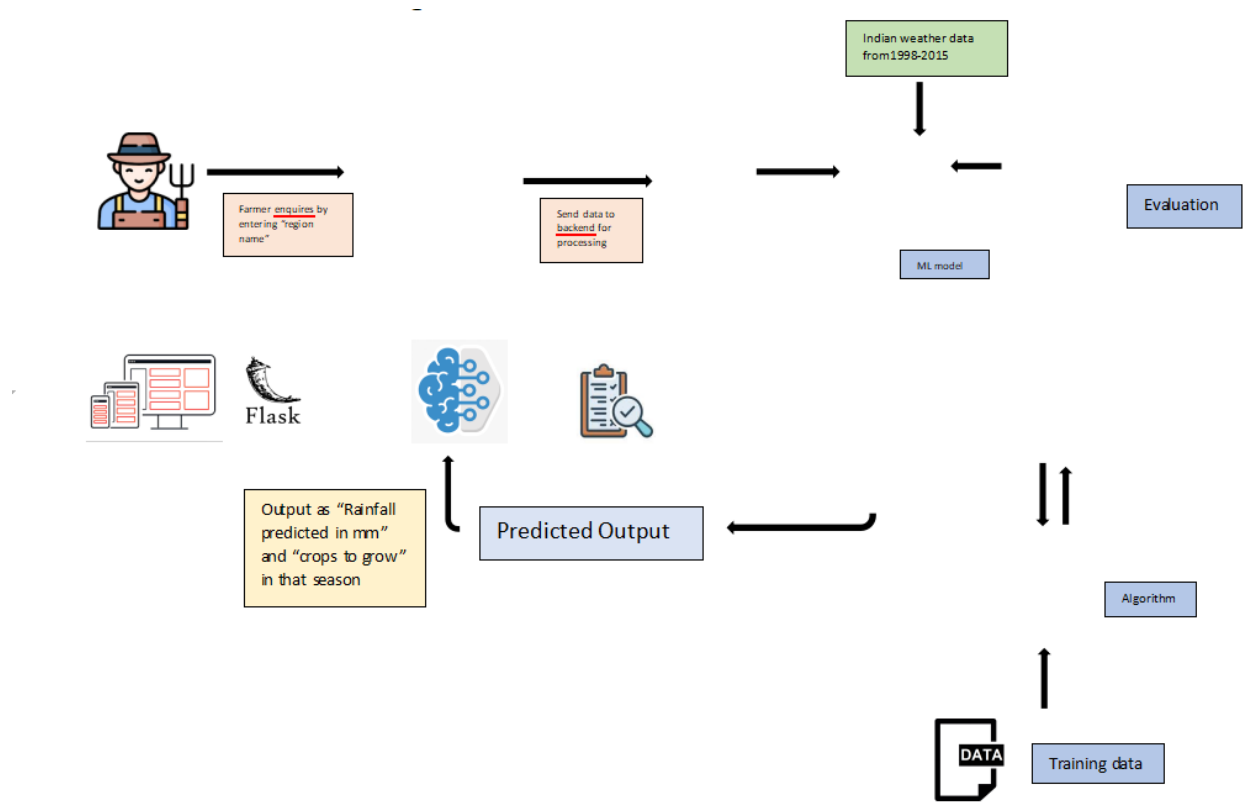 Indian weather data
from1998-2015
Farmer enquires by
entering “region
name”
Send data to
backend for
processing
Evaluation
ML model
Flask
Output as “Rainfall
predicted in mm”
and “crops to grow”
in that season
Predicted Output
Algorithm
DATA
Training data